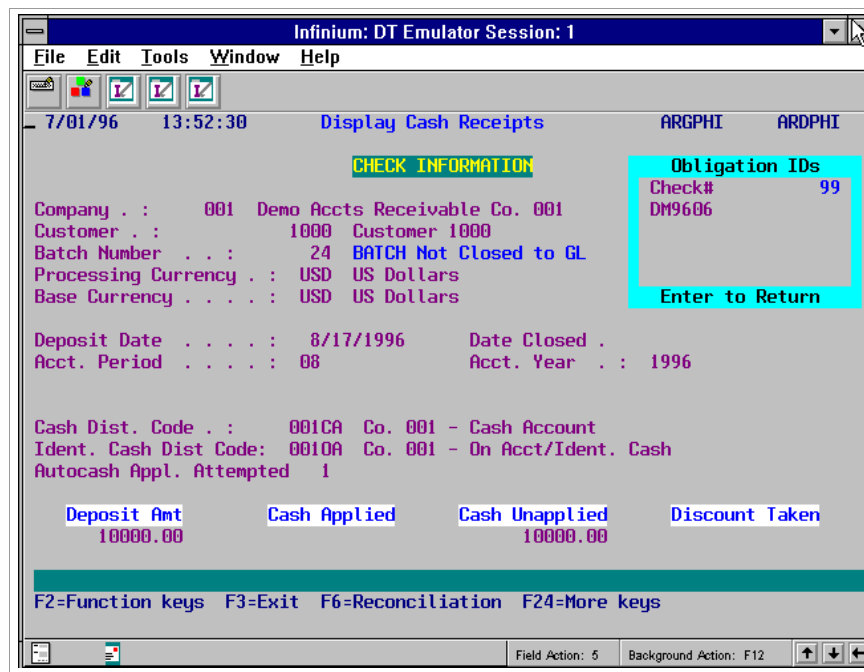 Infinium: DT Emulator Session: 1
File Edit Tools Window Help
7/01/96 13:52:30 Display Cash Receipts ARGPHI ARDPHI
CHECK INFORMATION
Obligation IDs
Check# 99
DM9606
Enter to Return
Company . : 001 Demo Accts Receivable Co. 001
Customer . : 1000 Customer 1000
Batch Number . . : 24 BATCH Not Closed to GL
Processing Currency . : USD US Dollars
Base Currency . . . . : USD US Dollars
Deposit Date . . . . : 8/17/1996 Date Closed .
Acct. Period . . . . : 08 Acct. Year . : 1996
Cash Dist. Code . : 001CA Co. 001 - Cash Account
Ident. Cash Dist Code: 001OA Co. 001 - On Acct/Ident. Cash
Autocash Appl. Attempted 1
Deposit Amt Cash Applied Cash Unapplied Discount Taken
10000.00 10000.00
F2=Function keys F3=Exit F6=Reconciliation F24=More keys
Field Action: 5 Background Action: F12